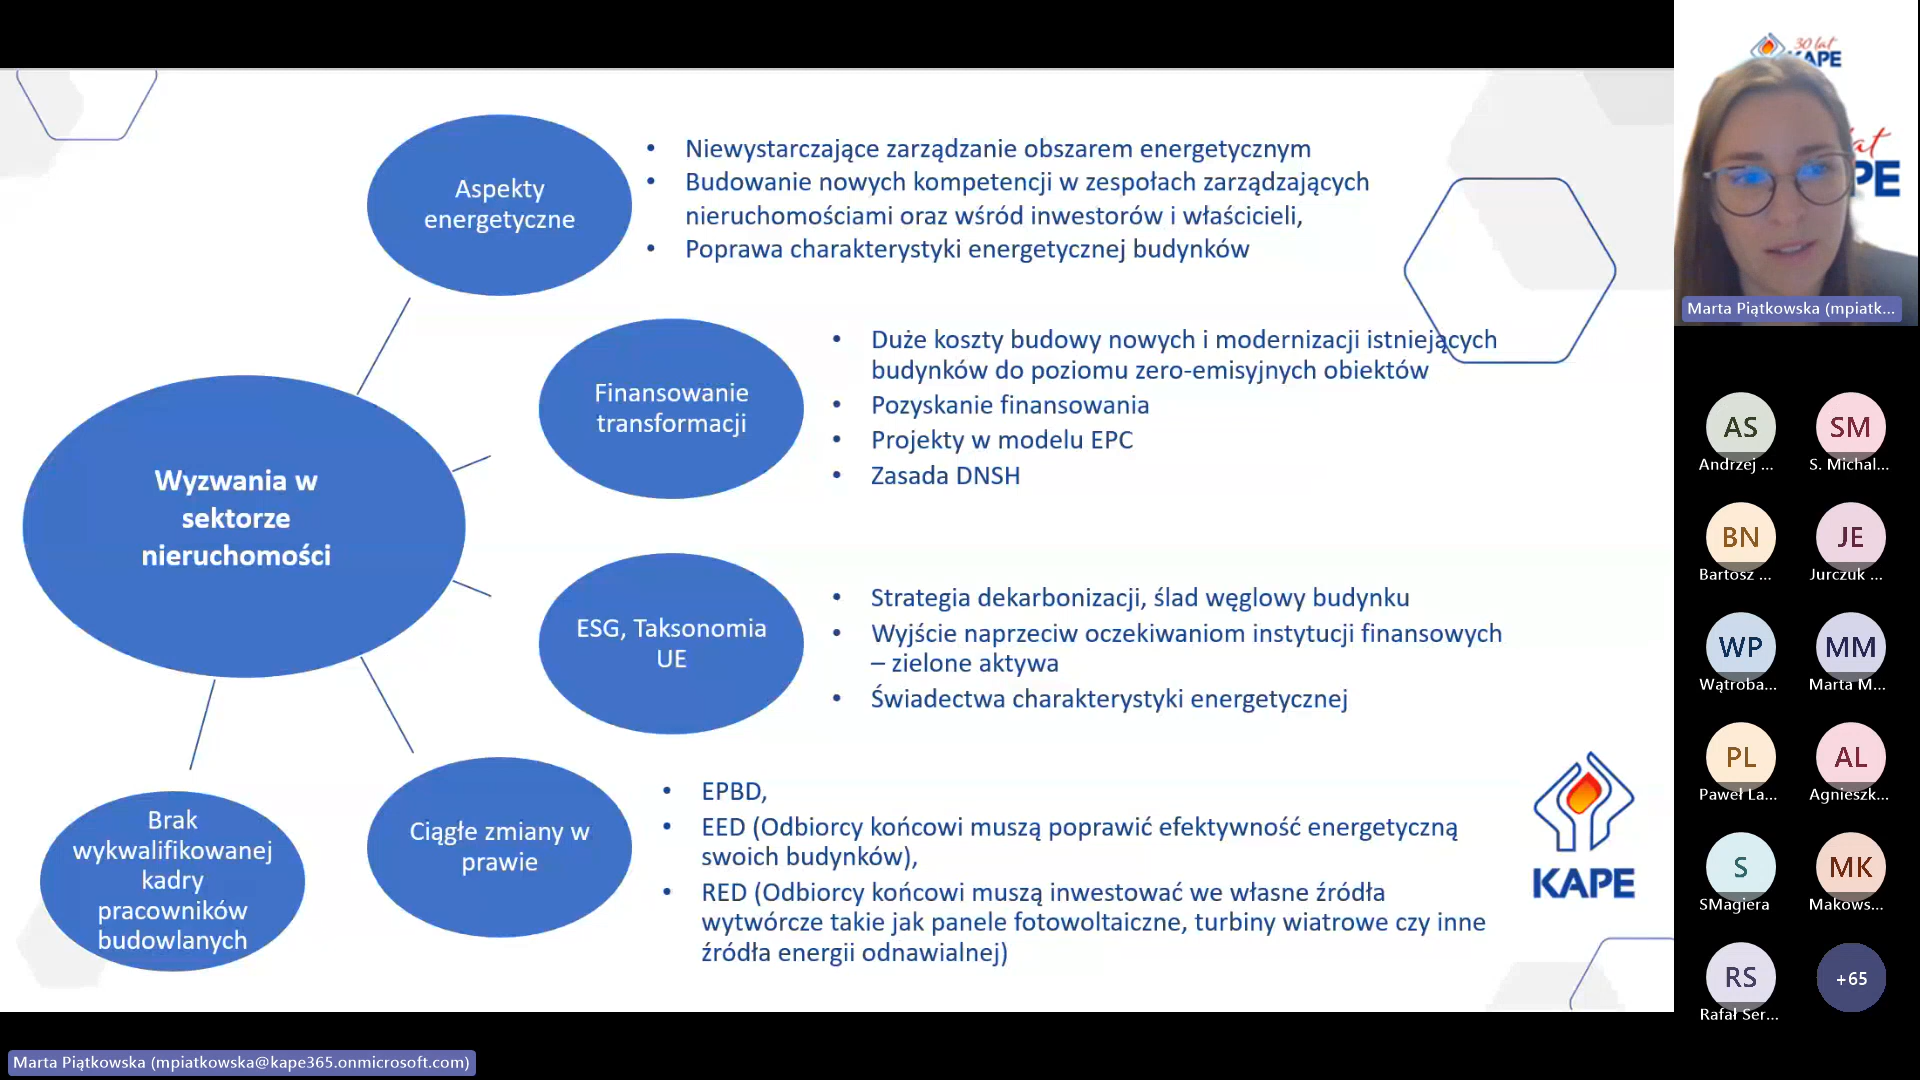 Aspekty
energetyczne
• Niewystarczające zarządzanie obszarem energetycznym
• Budowanie nowych kompetencji w zespołach zarządzających
nieruchomościami oraz wśród inwestorów i właścicieli,
• Poprawa charakterystyki energetycznej budynków
Finansowanie
transformacji
• Duże koszty budowy nowych i modernizacji istniejących
budynków do poziomu zero-emisyjnych obiektów
• Pozyskanie finansowania
• Projekty w modelu EPC
• Zasada DNSH
Wyzwania w
sektorze
nieruchomości
ESG, Taksonomia
UE
• Strategia dekarbonizacji, ślad węglowy budynku
• Wyjście naprzeciw oczekiwaniom instytucji finansowych
– zielone aktywa
• Świadectwa charakterystyki energetycznej
Ciągłe zmiany w
prawie
• EPBD,
• EED (Odbiorcy końcowi muszą poprawić efektywność energetyczną
swoich budynków),
• RED (Odbiorcy końcowi muszą inwestować we własne źródła
wytwórcze takie jak panele fotowoltaiczne, turbiny wiatrowe czy inne
źródła energii odnawialnej)
Brak
wykwalifikowanej
kadry
pracowników
budowlanych
KAPE
30 lat
KAPE
Marta Piątkowska (mpiatk...
AS SM
Andrzej ... S. Michal...
BN JE
Bartosz ... Jurczuk ...
WP MM
Wątroba... Marta M...
PL AL
Paweł La... Agnieszk...
S MK
SMagiera Makows...
RS +65
Rafał Ser...
Marta Piątkowska (mpiatkowska@kape365.onmicrosoft.com)